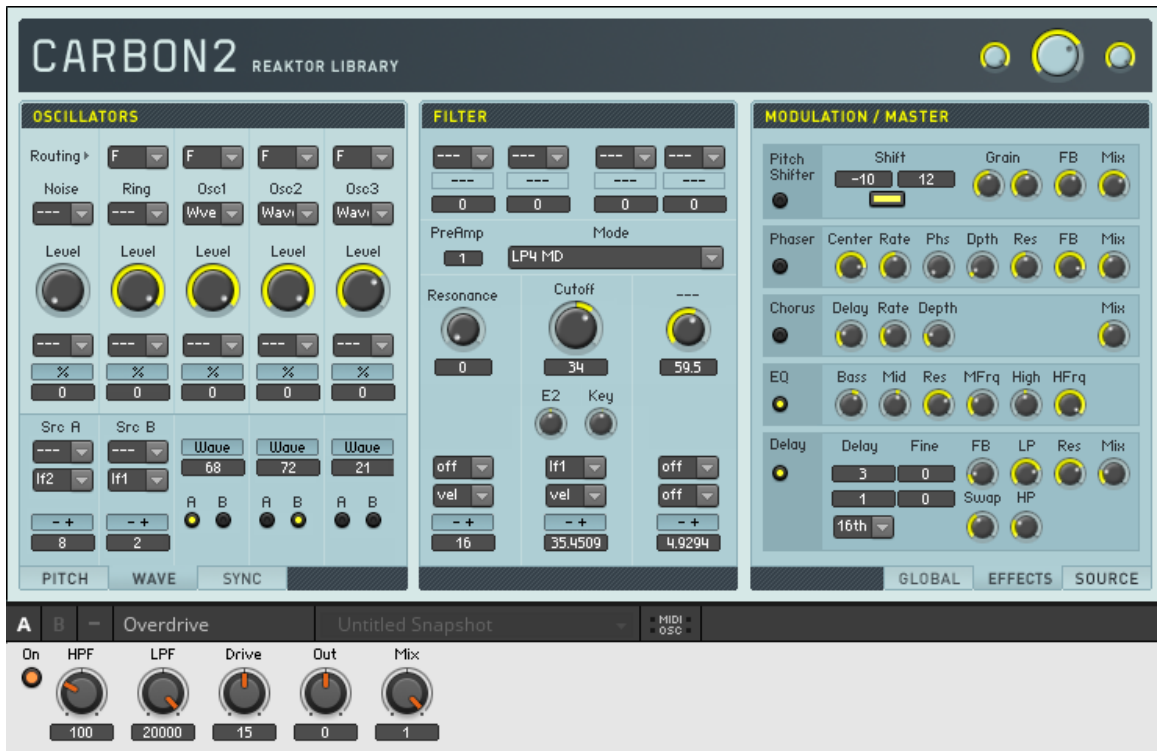 CARBON2 REAKTOR LIBRARY
OSCILLATORS
Routing F F F F
Noise Ring Osc1 Osc2 Osc3
--- --- Wve Wav Wav
Level Level Level Level Level
--- --- --- --- ---
% % % % %
0 0 0 0 0
Src A Src B
--- --- Wave Wave Wave
68 72 21
lf2 lf1
A B A B A B
- + - +
8 2
PITCH WAVE SYNC
FILTER
--- --- --- ---
--- --- --- ---
0 0 0 0
PreAmp Mode
1 LP4 MD
Resonance Cutoff ---
0 34 59.5
E2 Key
off lf1 off
vel vel off
- + - + - +
16 35.4509 4.9294
MODULATION / MASTER
Pitch Shifter Shift Grain FB Mix
-10 12
Phaser Center Rate Phs Dpth Res FB Mix
Chorus Delay Rate Depth Mix
EQ Bass Mid Res MFrq High HFrq
Delay Delay Fine FB LP Res Mix
3 0
1 0 Swap HP
16th
GLOBAL EFFECTS SOURCE
A B - Overdrive Untitled Snapshot MIDI OSC
On HPF LPF Drive Out Mix
100 20000 15 0 1